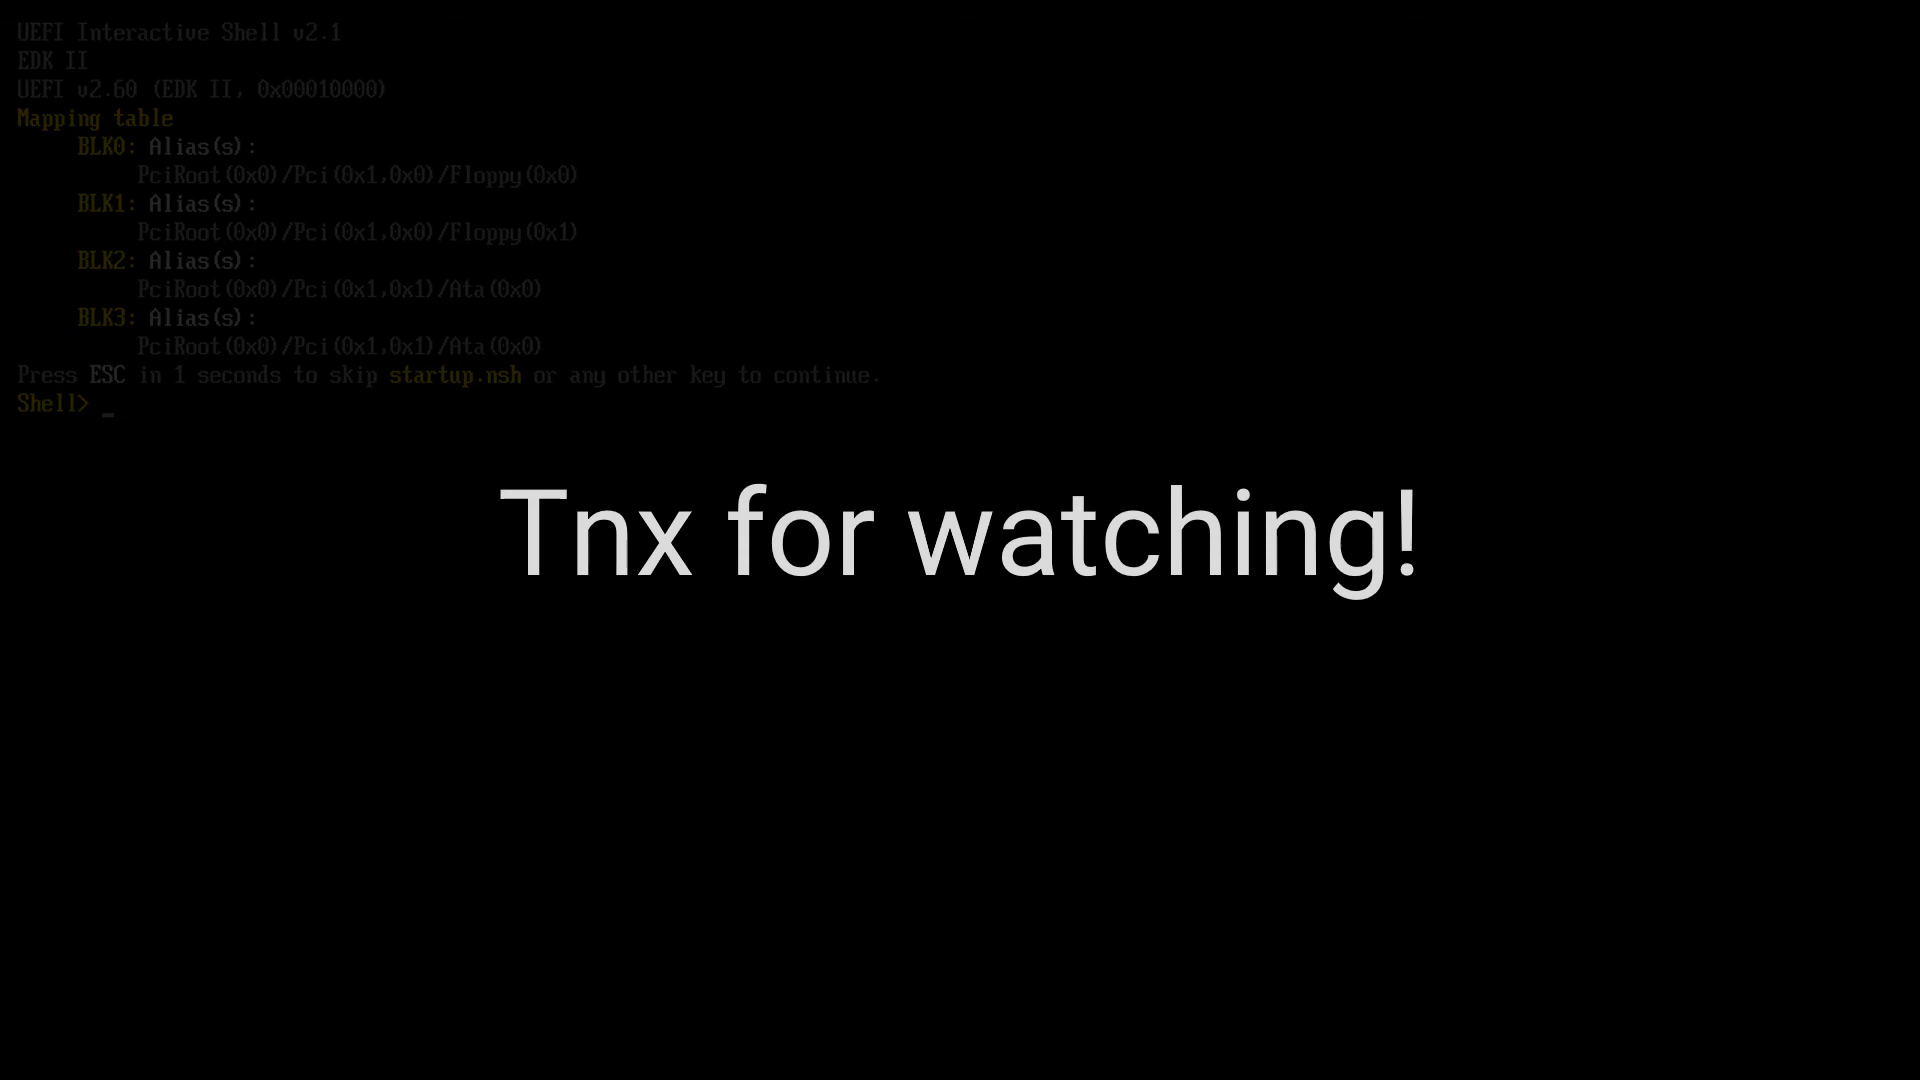 UEFI Interactive Shell v2.1
EDK II
UEFI v2.60 (EDK II, 0x00010000)
Mapping table
BLK0: Alias(s):
PciRoot(0x0)/Pci(0x1,0x0)/Floppy(0x0)
BLK1: Alias(s):
PciRoot(0x0)/Pci(0x1,0x0)/Floppy(0x1)
BLK2: Alias(s):
PciRoot(0x0)/Pci(0x1,0x1)/Ata(0x0)
BLK3: Alias(s):
PciRoot(0x0)/Pci(0x1,0x1)/Ata(0x0)
Press ESC in 1 seconds to skip startup.nsh or any other key to continue.
Shell> _
Tnx for watching!